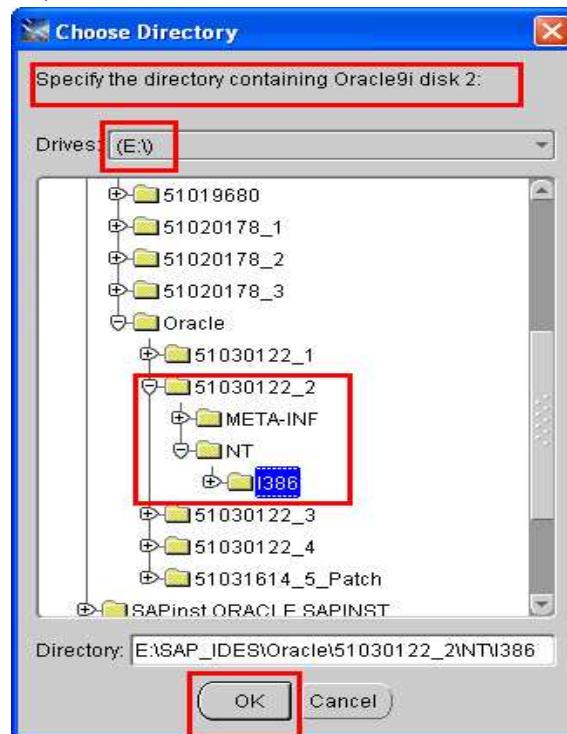 Choose Directory
Specify the directory containing Oracle9i disk 2:
Drives: (E:\)
51019680
51020178_1
51020178_2
51020178_3
Oracle
51030122_1
51030122_2
META-INF
NT
I386
51030122_3
51030122_4
51031614_5_Patch
SAPinst ORACLE SAPINST
Directory: E:\SAP_IDES\Oracle\51030122_2\NT\I386
OK Cancel